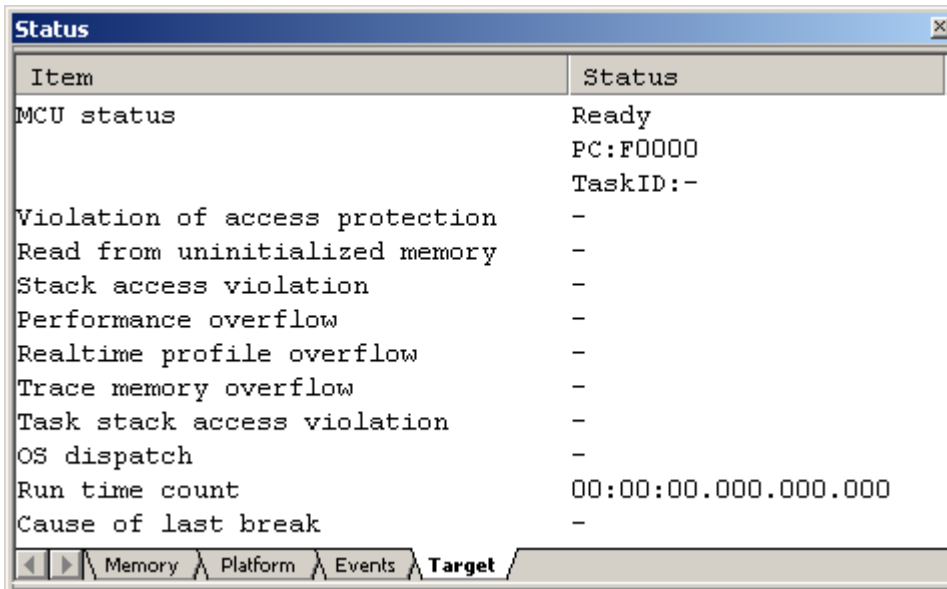 Status
Item Status
MCU status Ready
PC:F0000
TaskID:-
Violation of access protection -
Read from uninitialized memory -
Stack access violation -
Performance overflow -
Realtime profile overflow -
Trace memory overflow -
Task stack access violation -
OS dispatch -
Run time count 00:00:00.000.000.000
Cause of last break -
Memory Platform Events Target